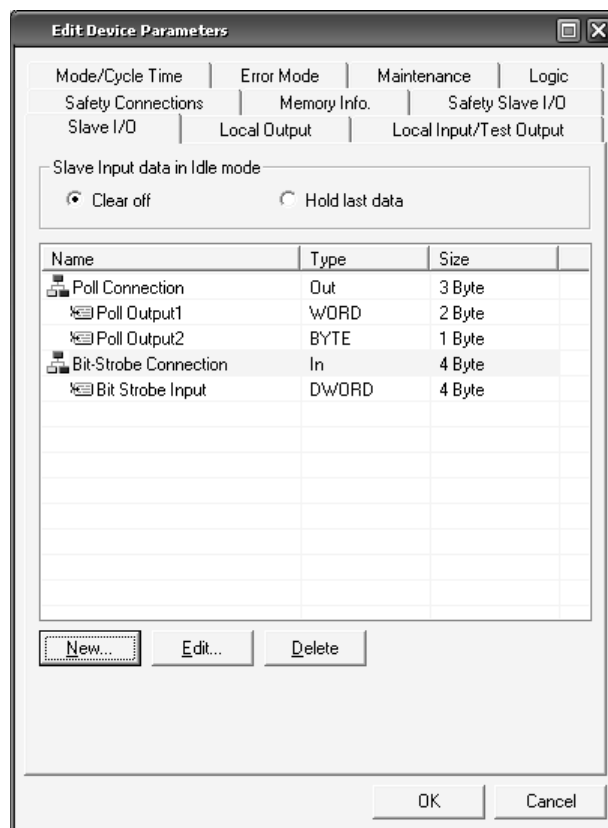 Edit Device Parameters
Mode/Cycle Time Error Mode Maintenance Logic
Safety Connections Memory Info. Safety Slave I/O
Slave I/O Local Output Local Input/Test Output
Slave Input data in Idle mode
Clear off Hold last data
Name Type Size
Poll Connection Out 3 Byte
Poll Output1 WORD 2 Byte
Poll Output2 BYTE 1 Byte
Bit-Strobe Connection In 4 Byte
Bit Strobe Input DWORD 4 Byte
New... Edit... Delete
OK Cancel